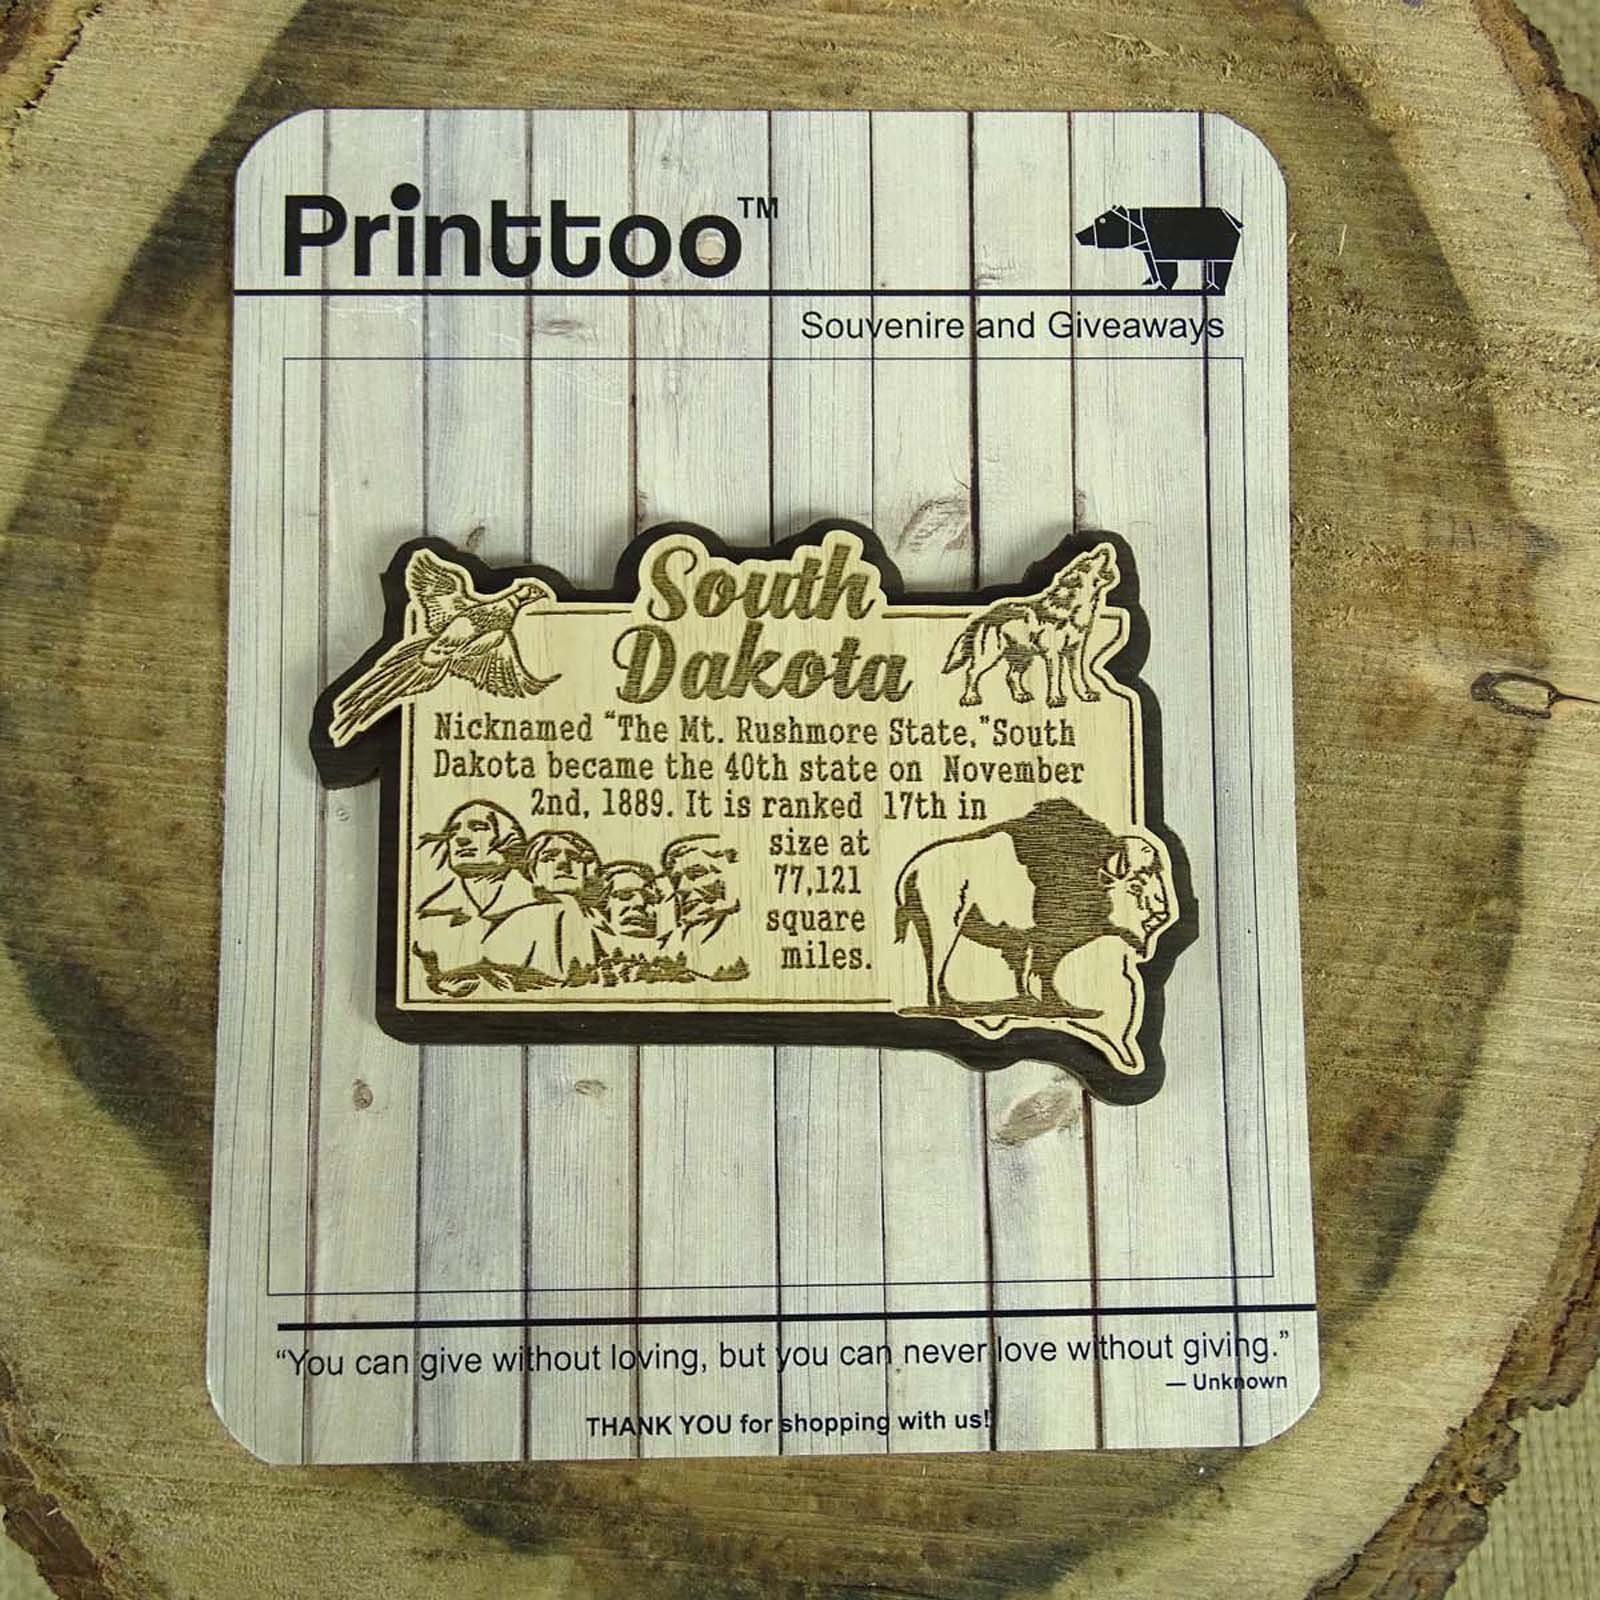 Printtoo™
Souvenire and Giveaways
South
Dakota
Nicknamed “The Mt. Rushmore State,”South
Dakota became the 40th state on November
2nd, 1889. It is ranked 17th in
size at
77,121
square
miles.
“You can give without loving, but you can never love without giving.”
— Unknown
THANK YOU for shopping with us!